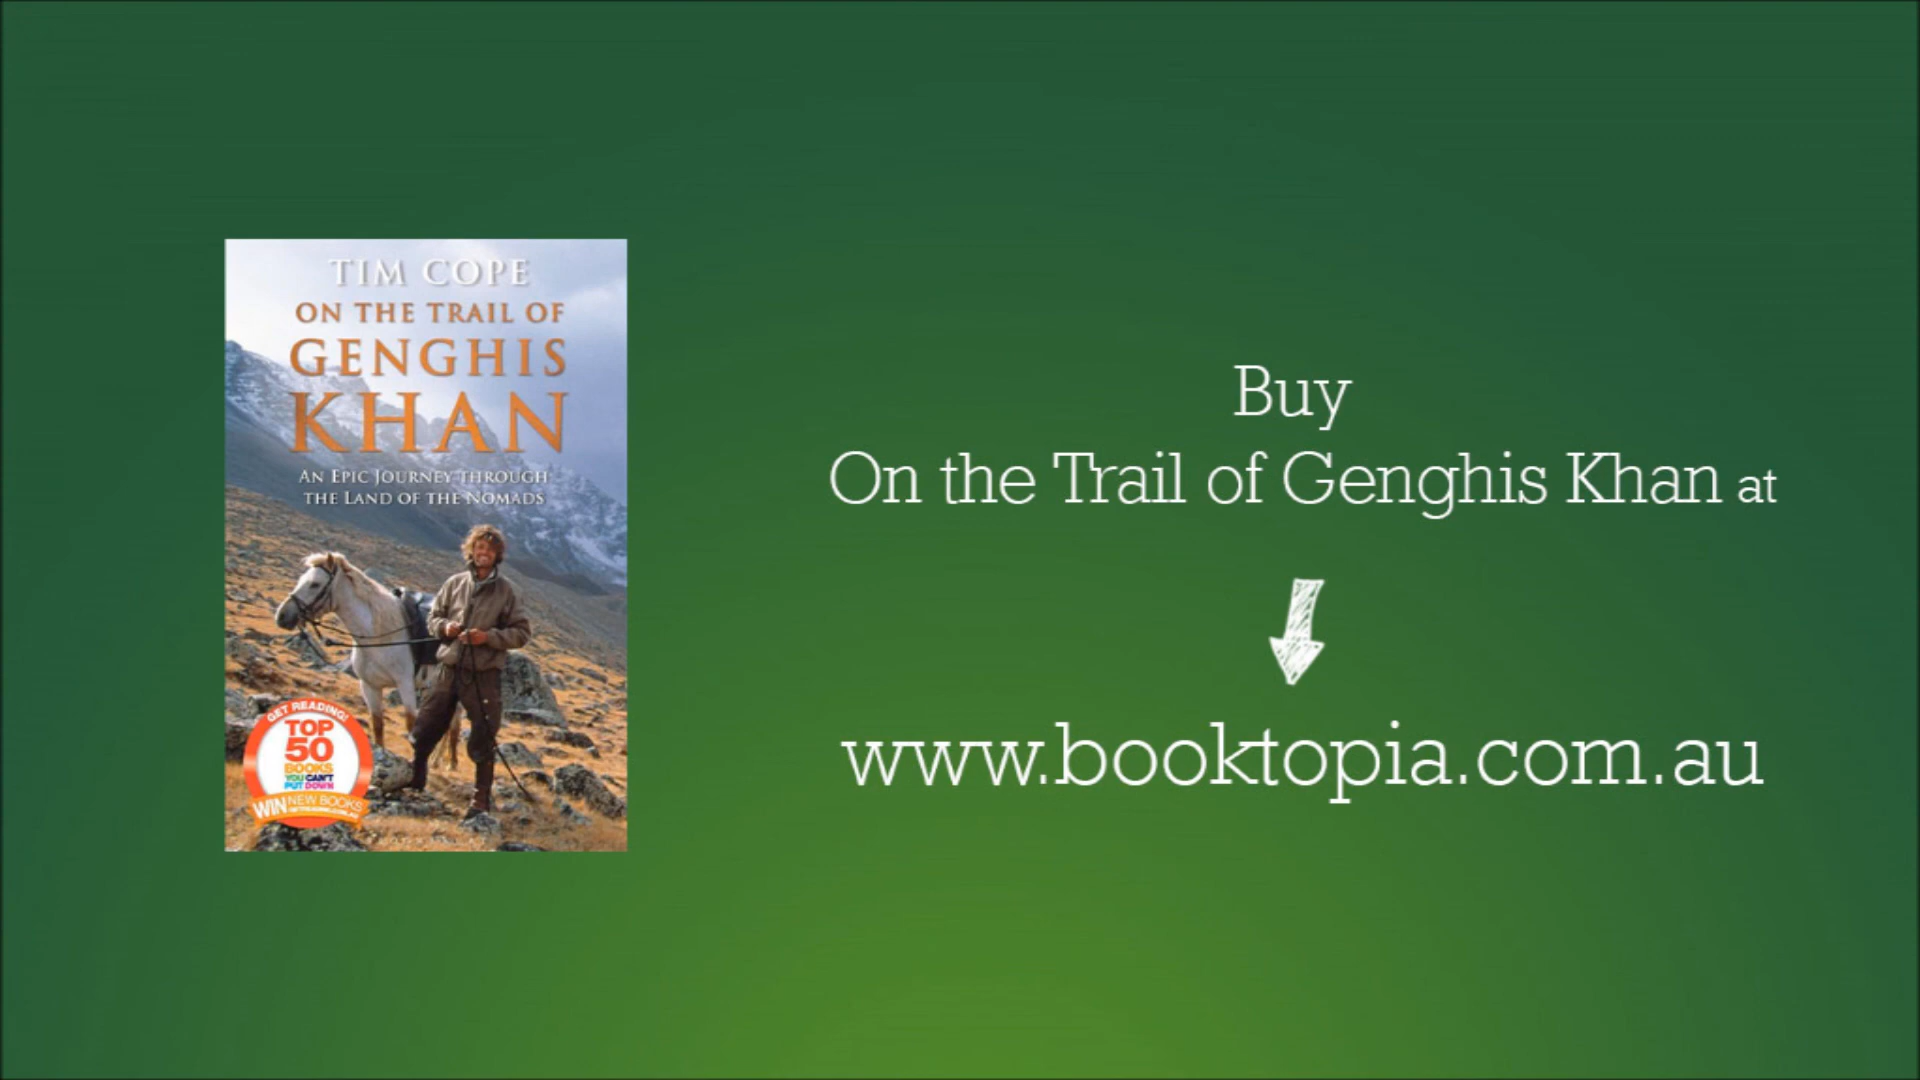 TIM COPE
ON THE TRAIL OF
GENGHIS
KHAN
AN EPIC JOURNEY THROUGH
THE LAND OF THE NOMADS
GET READING!
TOP
50
BOOKS
YOU CAN'T
PUT DOWN
WIN NEW BOOKS
Buy
On the Trail of Genghis Khan at
www.booktopia.com.au